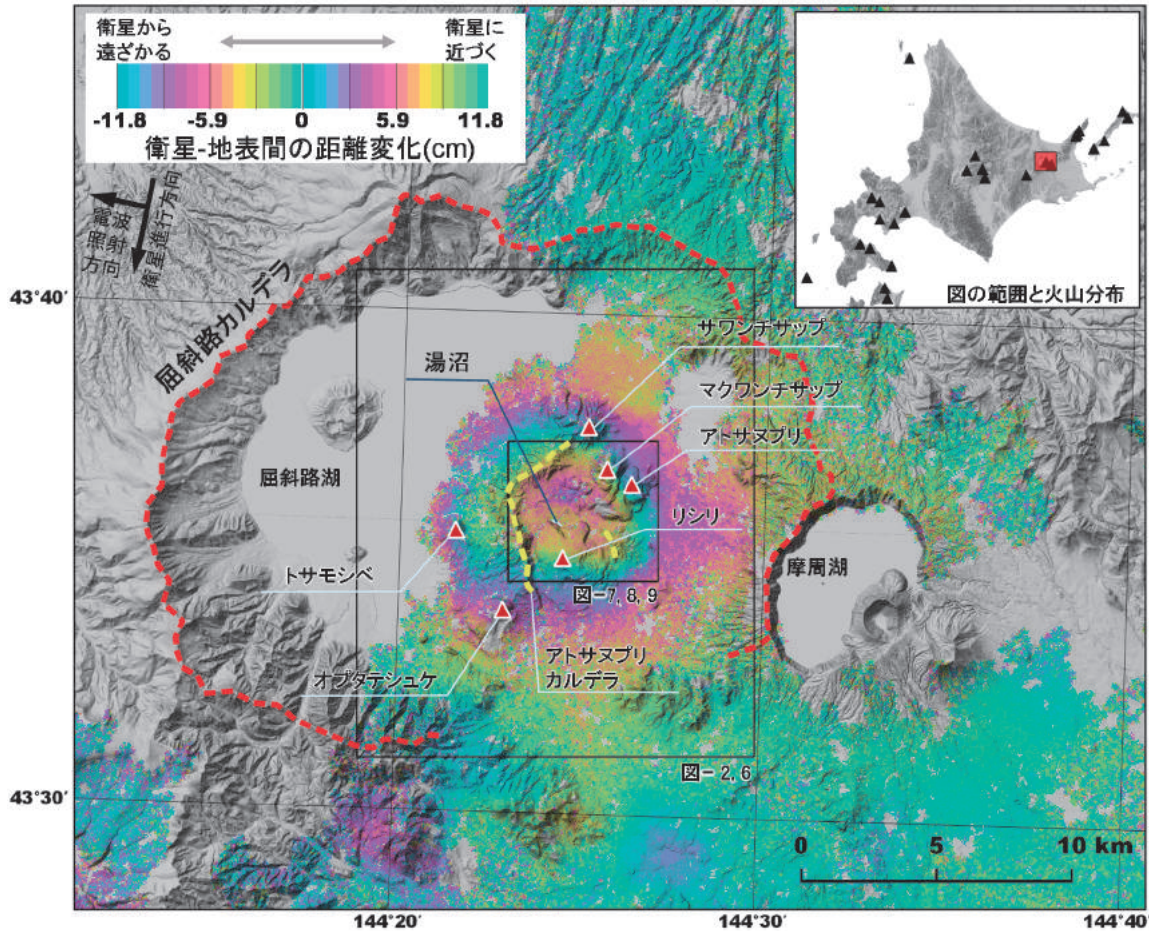 衛星から
遠ざかる
衛星に
近づく
-11.8
-5.9
0
5.9
11.8
衛星-地表間の距離変化(cm)
電波
照射
方向
衛星進行方向
図の範囲と火山分布
43°40′
屈斜路カルデラ
サワンチサップ
湯沼
マクワンチサップ
アトサヌプリ
屈斜路湖
リシリ
摩周湖
トサモシベ
図-7, 8, 9
オプタテシュケ
アトサヌプリ
カルデラ
図-2, 6
43°30′
0
5
10 km
144°20′
144°30′
144°40′